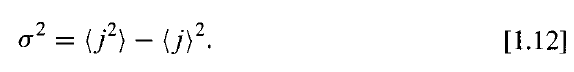 σ² = ⟨j²⟩ − ⟨j⟩². [1.12]